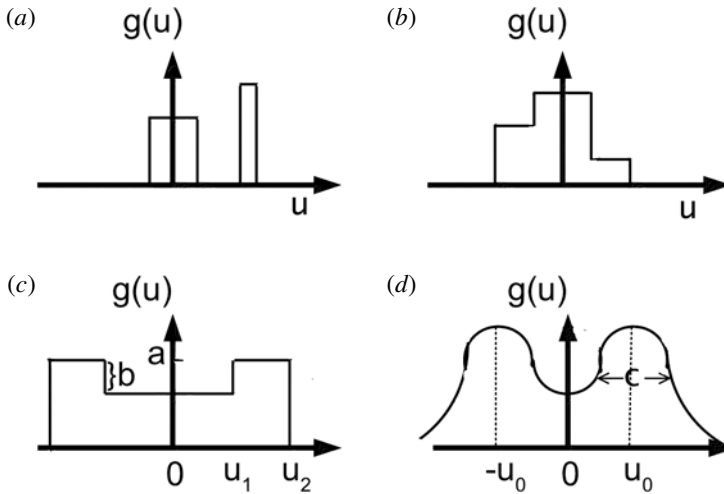 (a)
g(u)
u
(b)
g(u)
u
(c)
g(u)
a
}b
0 u₁ u₂
(d)
g(u)
c
-u₀ 0 u₀